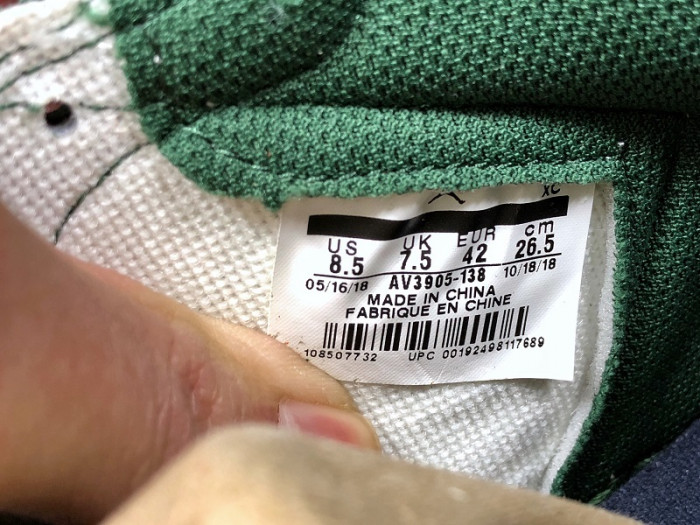 XC
US UK EUR cm
8.5 7.5 42 26.5
05/16/18 AV3905-138 10/18/18
MADE IN CHINA
FABRIQUE EN CHINE
108507732 UPC 00192498117689